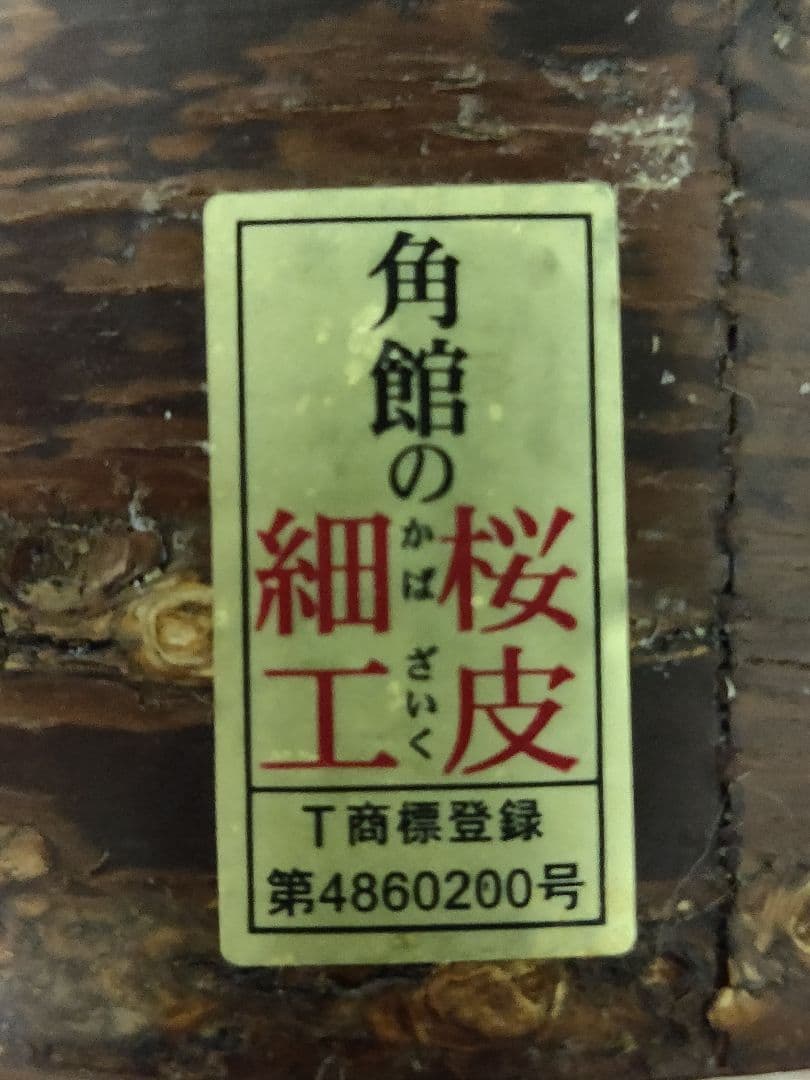 角館の
桜皮
かば ざいく
細工
T商標登録
第4860200号